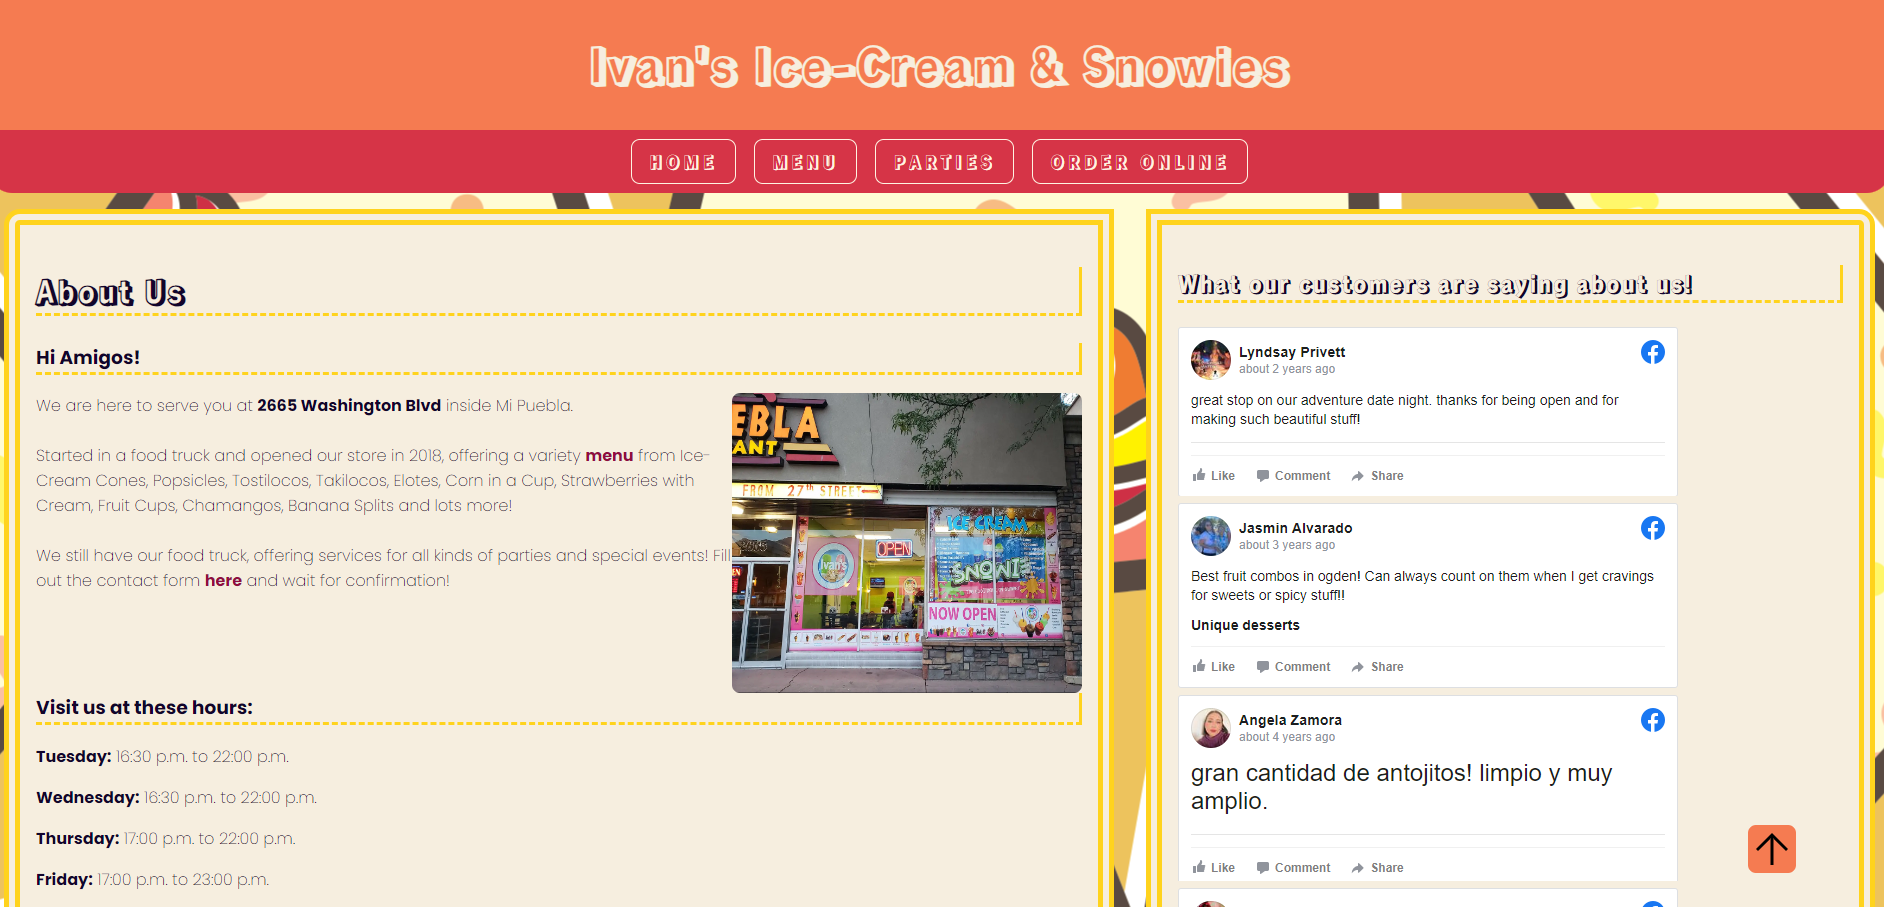 Ivan's Ice-Cream & Snowies
HOME
MENU
PARTIES
ORDER ONLINE
About Us
Hi Amigos!
We are here to serve you at 2665 Washington Blvd inside Mi Puebla.
Started in a food truck and opened our store in 2018, offering a variety menu from Ice-
Cream Cones, Popsicles, Tostilocos, Takilocos, Elotes, Corn in a Cup, Strawberries with
Cream, Fruit Cups, Chamangos, Banana Splits and lots more!
We still have our food truck, offering services for all kinds of parties and special events! Fill
out the contact form here and wait for confirmation!
EBLA
ANT
FROM 27th STREET
ICE CREAM
OPEN
Ivan's
SNOWIE
NOW OPEN
Visit us at these hours:
Tuesday: 16:30 p.m. to 22:00 p.m.
Wednesday: 16:30 p.m. to 22:00 p.m.
Thursday: 17:00 p.m. to 22:00 p.m.
Friday: 17:00 p.m. to 23:00 p.m.
What our customers are saying about us!
Lyndsay Privett
about 2 years ago
great stop on our adventure date night. thanks for being open and for
making such beautiful stuff!
Like Comment Share
Jasmin Alvarado
about 3 years ago
Best fruit combos in ogden! Can always count on them when I get cravings
for sweets or spicy stuff!!
Unique desserts
Like Comment Share
Angela Zamora
about 4 years ago
gran cantidad de antojitos! limpio y muy
amplio.
Like Comment Share